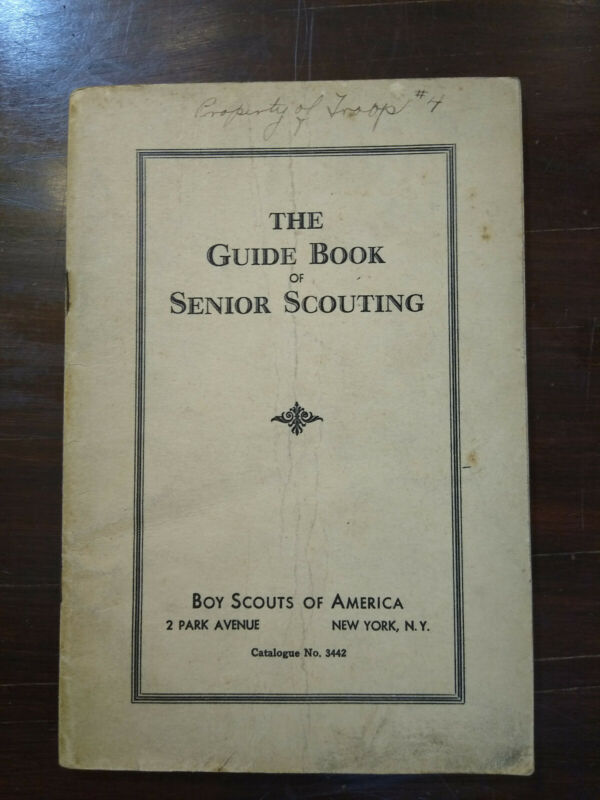 Property of Troop #4
THE
GUIDE BOOK
OF
SENIOR SCOUTING
BOY SCOUTS OF AMERICA
2 PARK AVENUE NEW YORK, N.Y.
Catalogue No. 3442